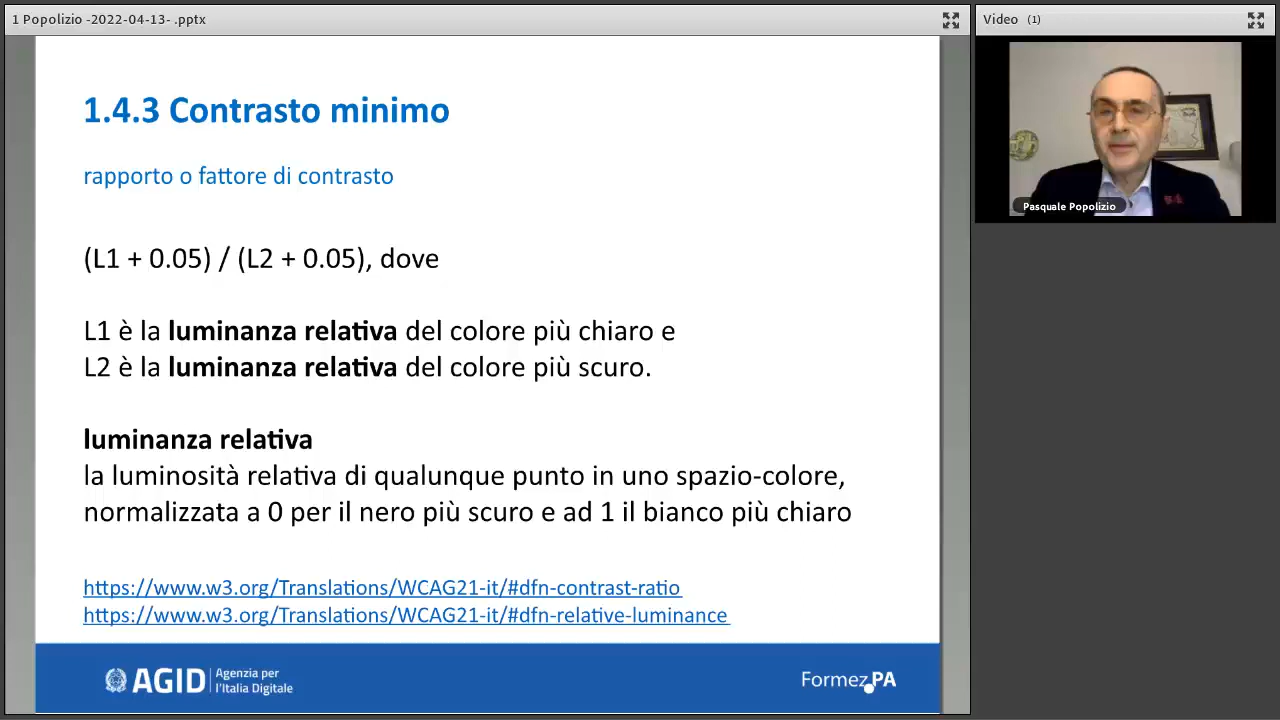 1 Popolizio -2022-04-13- .pptx
1.4.3 Contrasto minimo
rapporto o fattore di contrasto
(L1 + 0.05) / (L2 + 0.05), dove
L1 è la luminanza relativa del colore più chiaro e
L2 è la luminanza relativa del colore più scuro.
luminanza relativa
la luminosità relativa di qualunque punto in uno spazio-colore,
normalizzata a 0 per il nero più scuro e ad 1 il bianco più chiaro
https://www.w3.org/Translations/WCAG21-it/#dfn-contrast-ratio
https://www.w3.org/Translations/WCAG21-it/#dfn-relative-luminance
AGID
Agenzia per
l'Italia Digitale
Formez.PA
Video (1)
Pasquale Popolizio